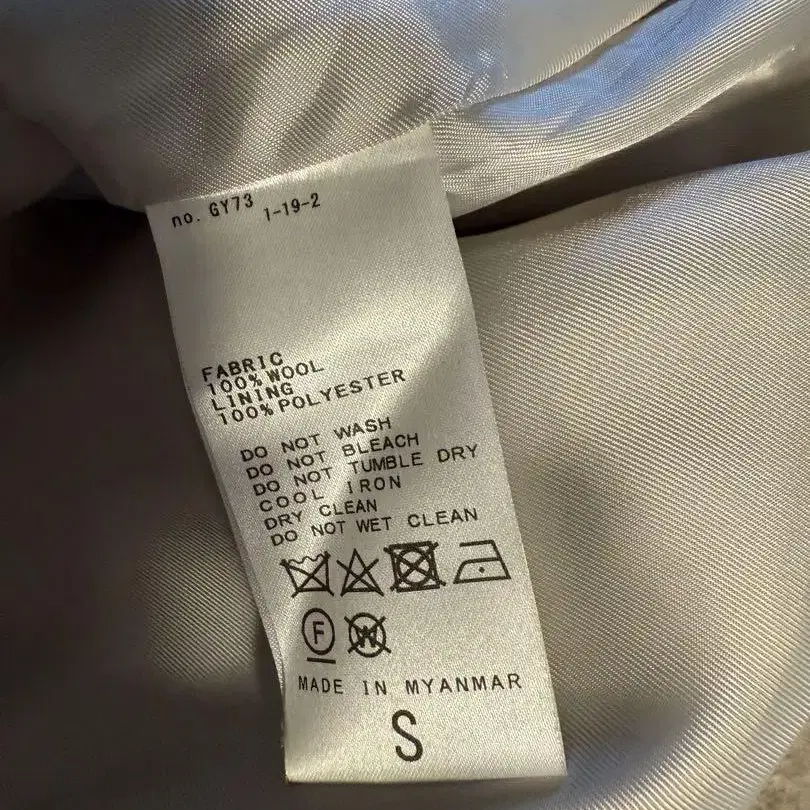 no. GY73 1-19-2
FABRIC
100% WOOL
LINING
100% POLYESTER
DO NOT WASH
DO NOT BLEACH
DO NOT TUMBLE DRY
COOL IRON
DRY CLEAN
DO NOT WET CLEAN
F W
MADE IN MYANMAR
S